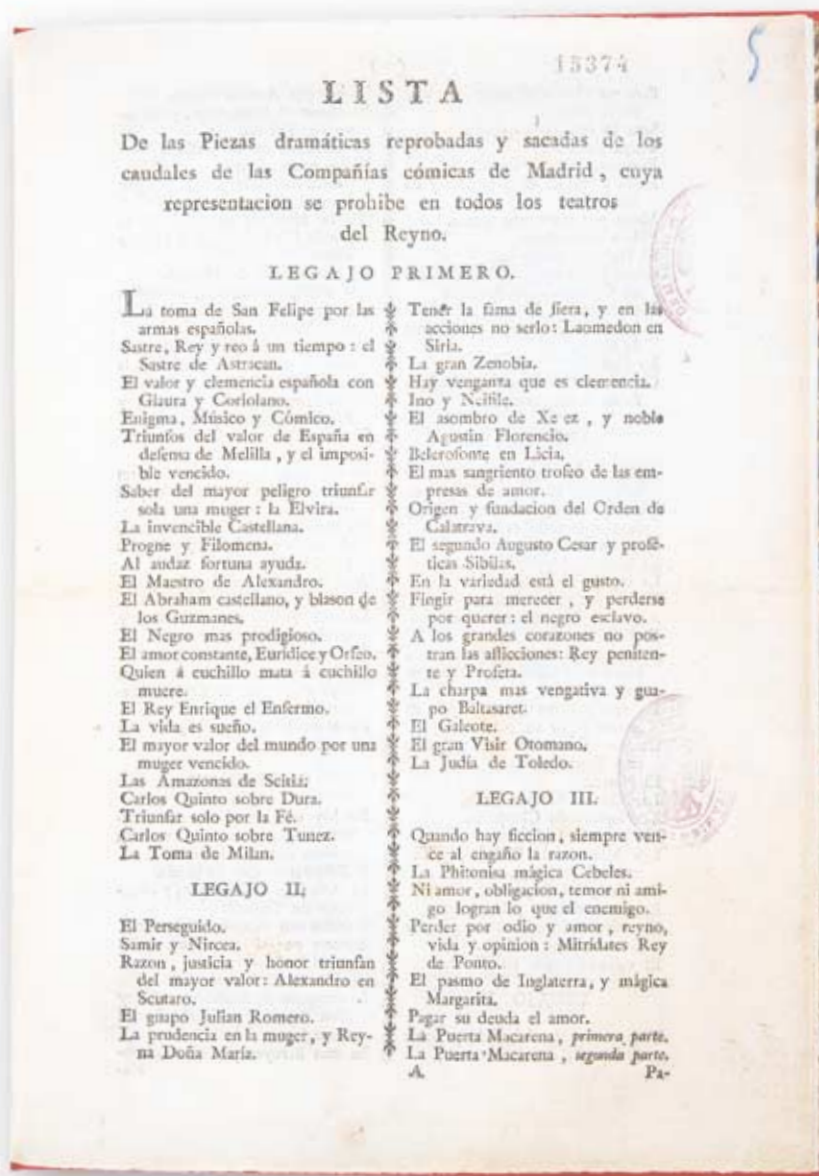 15374
5
LISTA
De las Piezas dramáticas reprobadas y sacadas de los
caudales de las Compañías cómicas de Madrid, cuya
representacion se prohibe en todos los teatros
del Reyno.
LEGAJO PRIMERO.
La toma de San Felipe por las
armas españolas.
Sastre, Rey y reo á un tiempo: el
Sastre de Astracan.
El valor y clemencia española con
Glaura y Coriolano.
Enigma, Músico y Cómico.
Triunfos del valor de España en
defensa de Melilla, y el imposi-
ble vencido.
Saber del mayor peligro triunfar
sola una muger: la Elvira.
La invencible Castellana.
Progne y Filomena.
Al audaz fortuna ayuda.
El Maestro de Alexandro.
El Abraham castellano, y blason de
los Guzmanes.
El Negro mas prodigioso.
El amor constante, Eurídice y Orfeo.
Quien á cuchillo mata á cuchillo
muere.
El Rey Enrique el Enfermo.
La vida es sueño.
El mayor valor del mundo por una
muger vencido.
Las Amazonas de Scitia.
Carlos Quinto sobre Dura.
Triunfar solo por la Fé.
Carlos Quinto sobre Tunez.
La Toma de Milan.
LEGAJO II.
El Perseguido.
Samir y Nircea.
Razon, justicia y honor triunfan
del mayor valor: Alexandro en
Scutaro.
El guapo Julian Romero.
La prudencia en la muger, y Rey-
na Doña María.
Tener la fama de fiera, y en las
acciones no serlo: Laomedon en
Siria.
La gran Zenobia.
Hay venganza que es clemencia.
Ino y Neifile.
El asombro de Xe ez, y noble
Agustin Florencio.
Belerofonte en Licia.
El mas sangriento trofeo de las em-
presas de amor.
Origen y fundacion del Orden de
Calatrava.
El segundo Augusto Cesar y profé-
ticas Sibilas.
En la variedad está el gusto.
Fingir para merecer, y perderse
por querer: el negro esclavo.
A los grandes corazones no pos-
tran las aflicciones: Rey peniten-
te y Profeta.
La charpa mas vengativa y gua-
po Baltasaret.
El Galeote.
El gran Visir Otomano.
La Judía de Toledo.
LEGAJO III.
Quando hay ficcion, siempre ven-
ce al engaño la razon.
La Phitonisa mágica Cebeles.
Ni amor, obligacion, temor ni ami-
go logran lo que el enemigo.
Perder por odio y amor, reyno,
vida y opinion: Mitrídates Rey
de Ponto.
El pasmo de Inglaterra, y mágica
Margarita.
Pagar su deuda el amor.
La Puerta Macarena, primera parte.
La Puerta Macarena, segunda parte.
A
Pa-